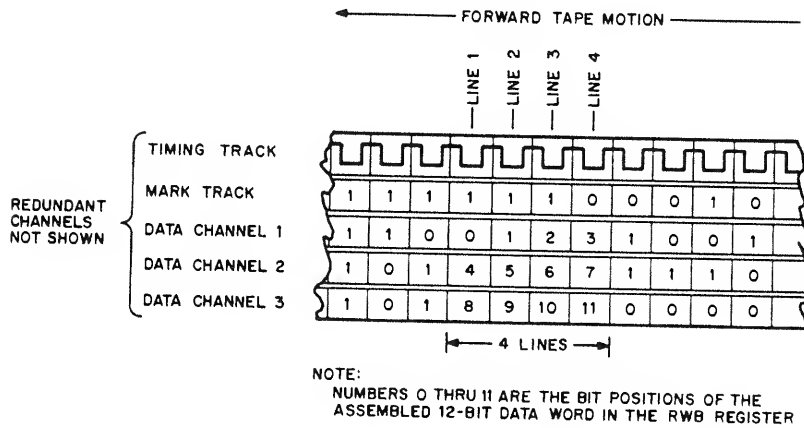 FORWARD TAPE MOTION
LINE 1
LINE 2
LINE 3
LINE 4
REDUNDANT
CHANNELS
NOT SHOWN
TIMING TRACK
MARK TRACK 1 1 1 1 1 1 0 0 0 1 0
DATA CHANNEL 1 1 1 0 0 1 2 3 1 0 0 1
DATA CHANNEL 2 1 0 1 4 5 6 7 1 1 1 0
DATA CHANNEL 3 1 0 1 8 9 10 11 0 0 0 0
4 LINES
NOTE:
NUMBERS 0 THRU 11 ARE THE BIT POSITIONS OF THE
ASSEMBLED 12-BIT DATA WORD IN THE RWB REGISTER